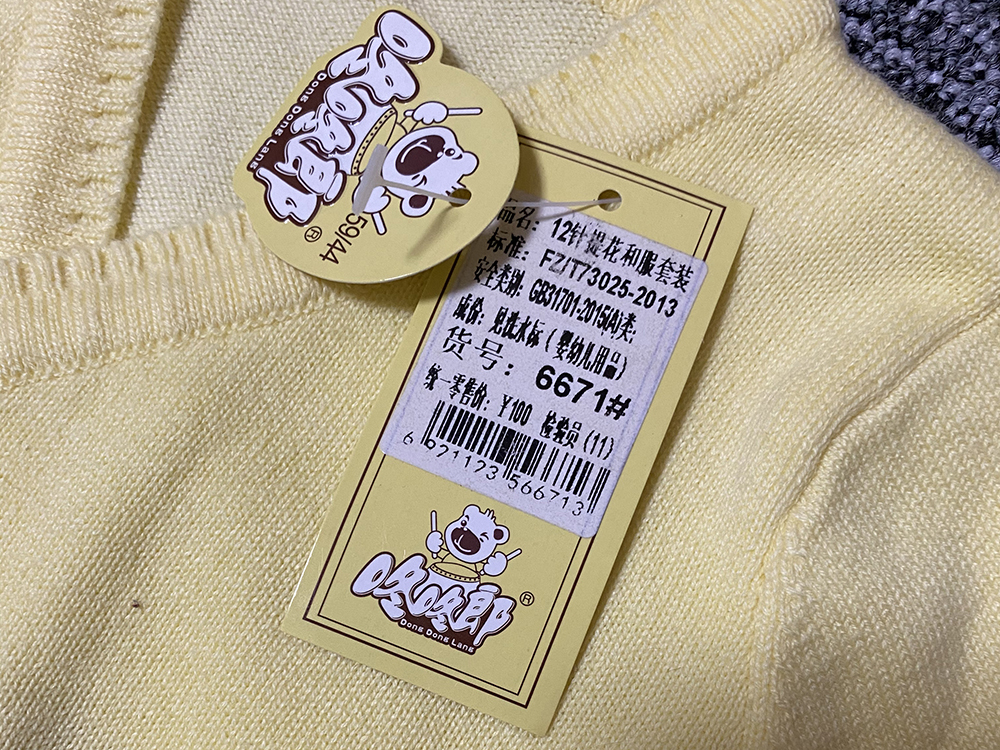 咚咚郎
Dong Dong Lang
®
59/44
品名：12针提花和服套装
标准：FZ/T73025-2013
安全类别：GB31701-2015(A)类;
成份：见洗水标（婴幼儿用品）
货号：6671#
统一零售价：￥100 检验员(11)
6 921123 566713
咚咚郎
®
Dong Dong Lang